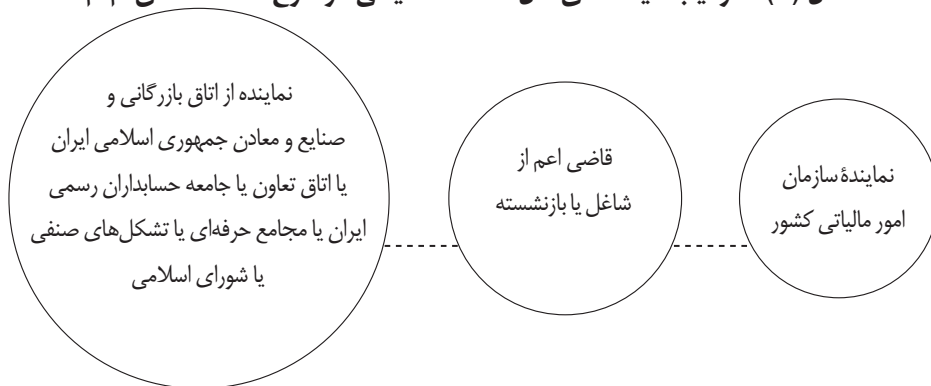 نمایندهٔ سازمان
امور مالیاتی کشور
قاضی اعم از
شاغل یا بازنشسته
نماینده از اتاق بازرگانی و
صنایع و معادن جمهوری اسلامی ایران
یا اتاق تعاون یا جامعه حسابداران رسمی
ایران یا مجامع حرفه‌ای یا تشکل‌های صنفی
یا شورای اسلامی